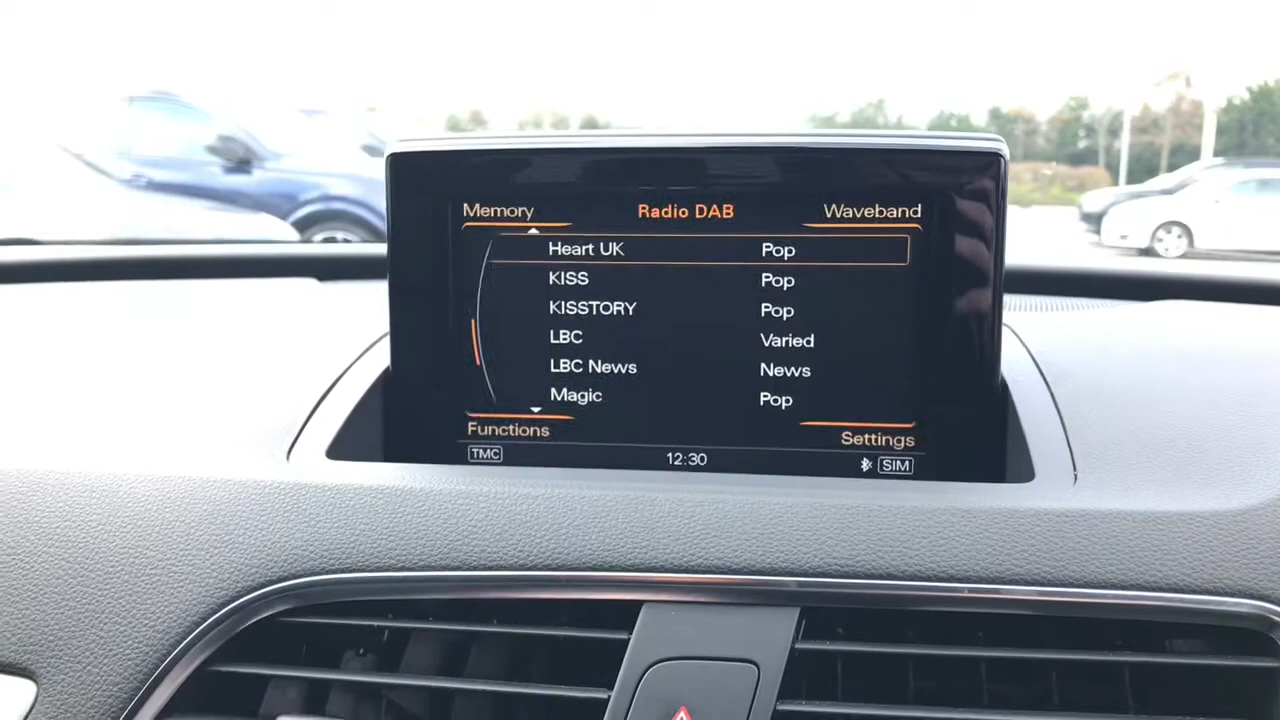 Memory Radio DAB Waveband
Heart UK Pop
KISS Pop
KISSTORY Pop
LBC Varied
LBC News News
Magic Pop
Functions Settings
TMC 12:30 SIM